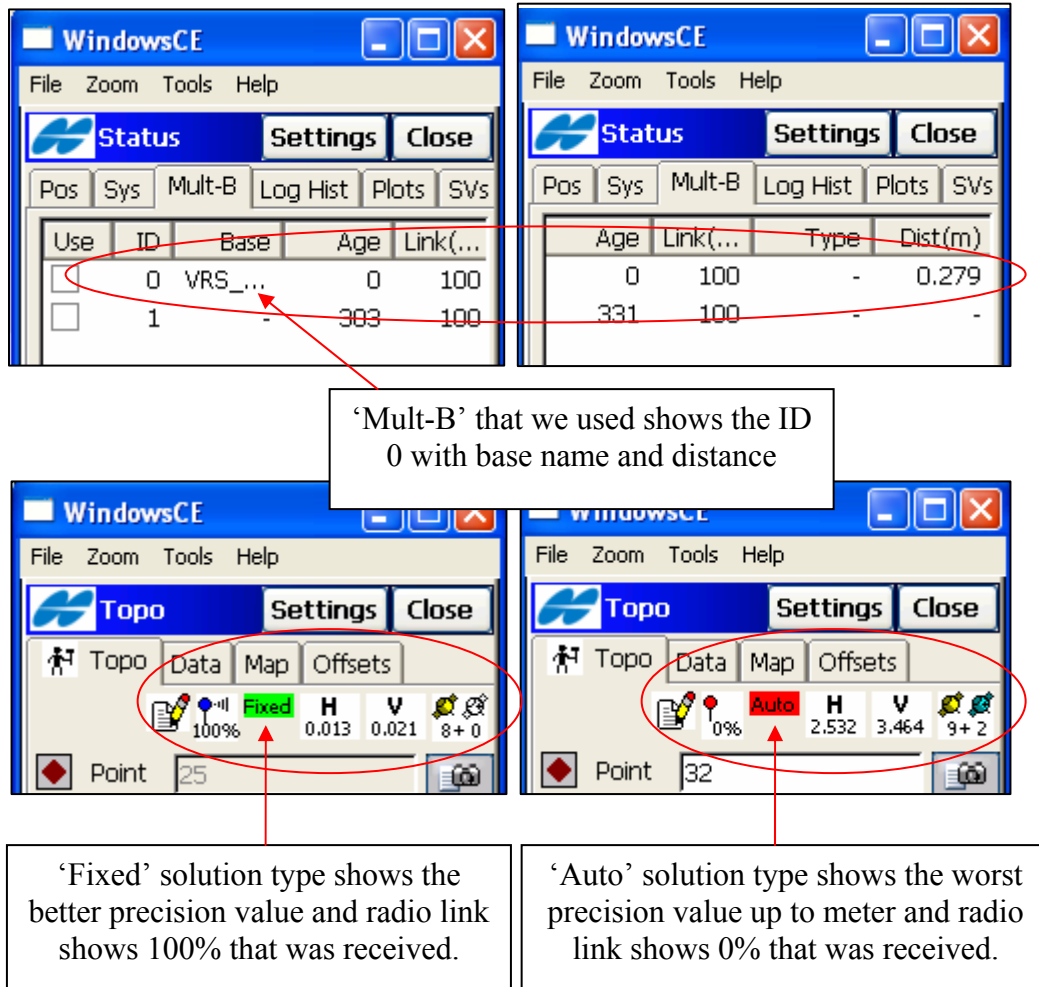 WindowsCE
File Zoom Tools Help
Status Settings Close
Pos Sys Mult-B Log Hist Plots SVs
Use ID Base Age Link(...
0 VRS_... 0 100
1 - 303 100
WindowsCE
File Zoom Tools Help
Status Settings Close
Pos Sys Mult-B Log Hist Plots SVs
Age Link(... Type Dist(m)
0 100 - 0.279
331 100 - -
‘Mult-B’ that we used shows the ID
0 with base name and distance
WindowsCE
File Zoom Tools Help
Topo Settings Close
Topo Data Map Offsets
100% Fixed H 0.013 V 0.021 8+0
Point 25
WindowsCE
File Zoom Tools Help
Topo Settings Close
Topo Data Map Offsets
0% Auto H 2.532 V 3.464 9+2
Point 32
‘Fixed’ solution type shows the
better precision value and radio link
shows 100% that was received.
‘Auto’ solution type shows the worst
precision value up to meter and radio
link shows 0% that was received.